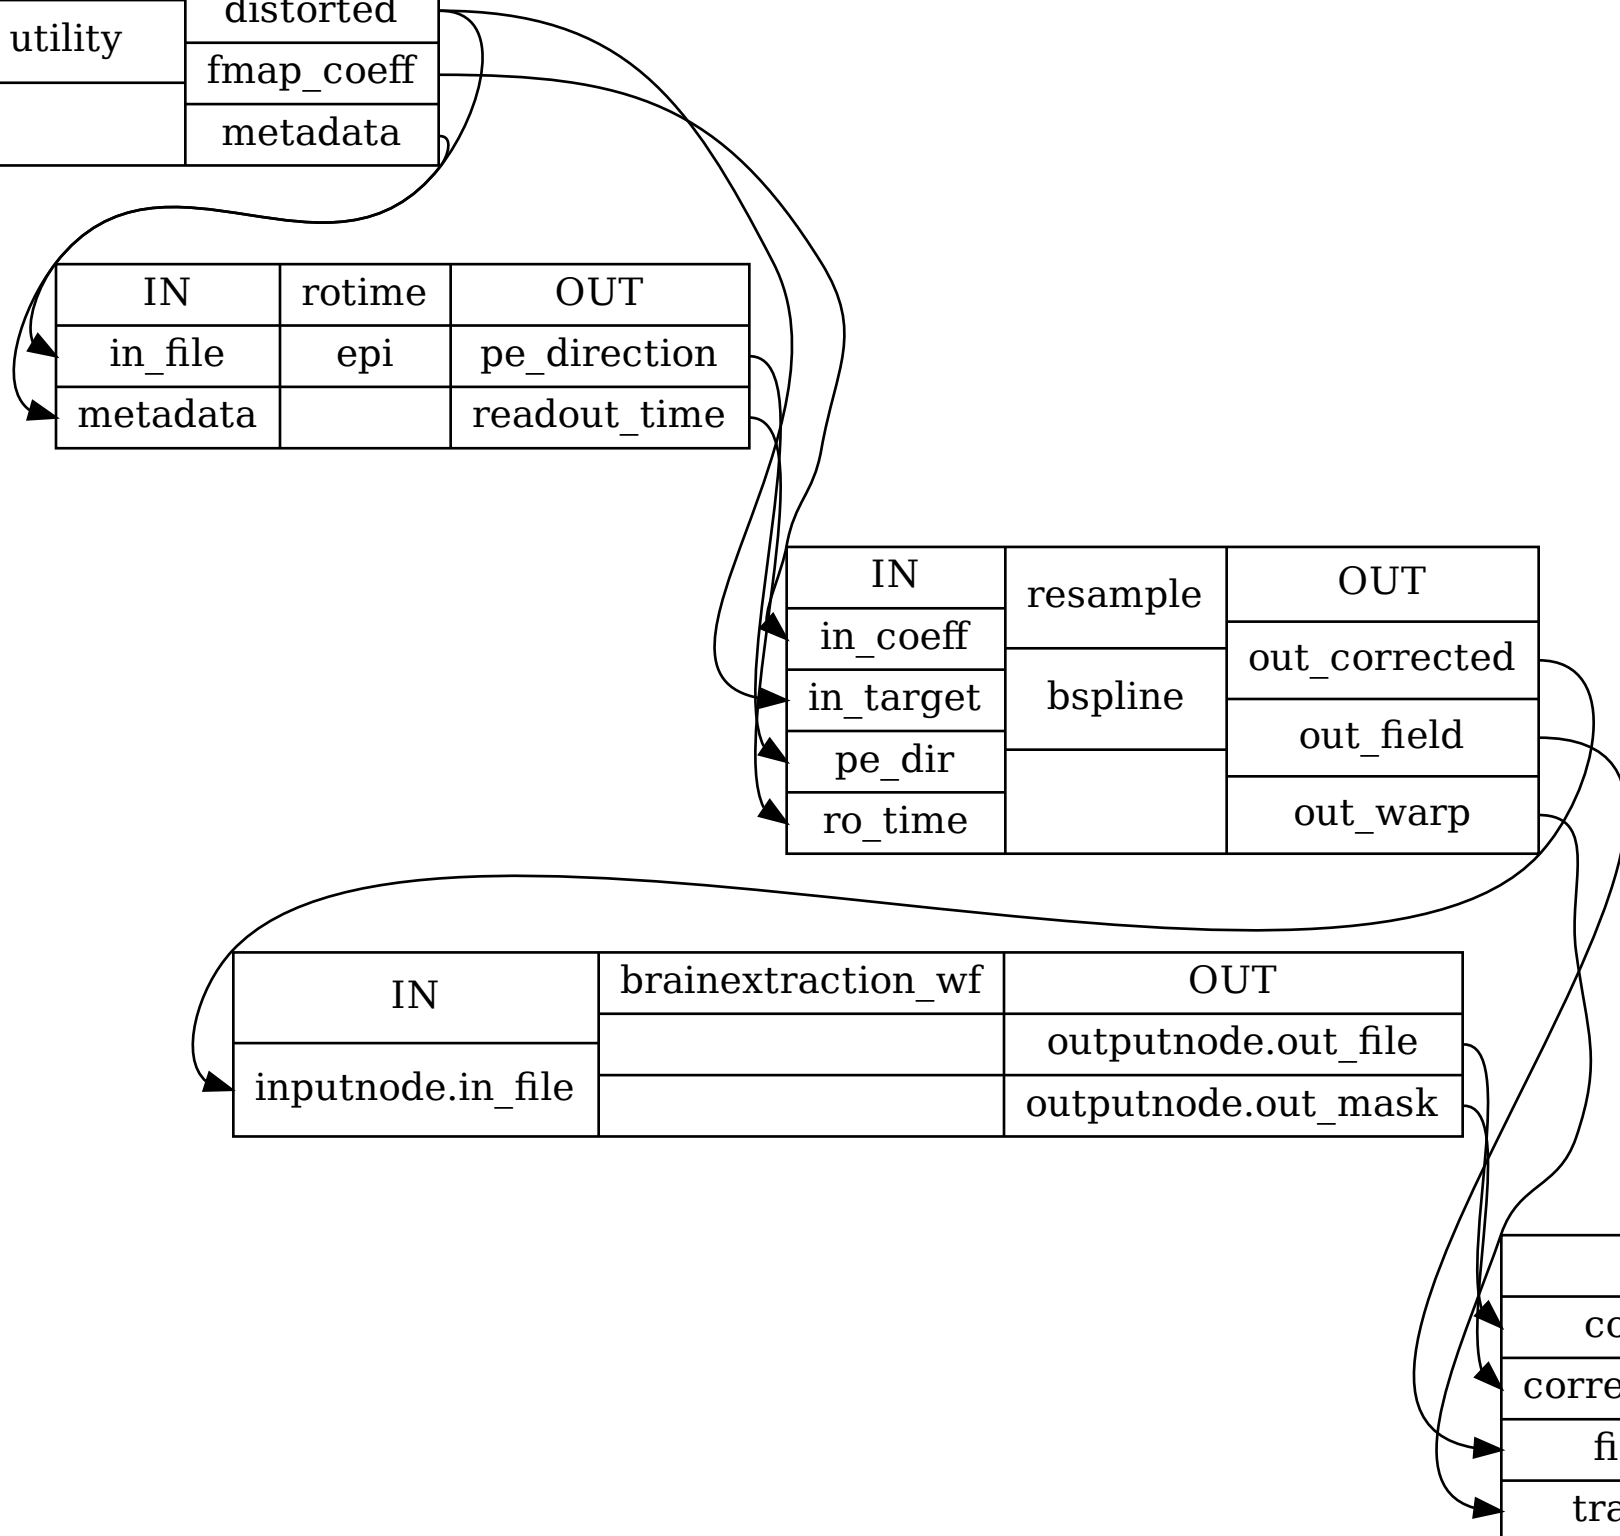 utility
distorted
fmap_coeff
metadata
IN rotime OUT
in_file epi pe_direction
metadata readout_time
IN resample OUT
in_coeff out_corrected
in_target bspline out_field
pe_dir out_warp
ro_time
IN brainextraction_wf OUT
inputnode.in_file outputnode.out_file
outputnode.out_mask